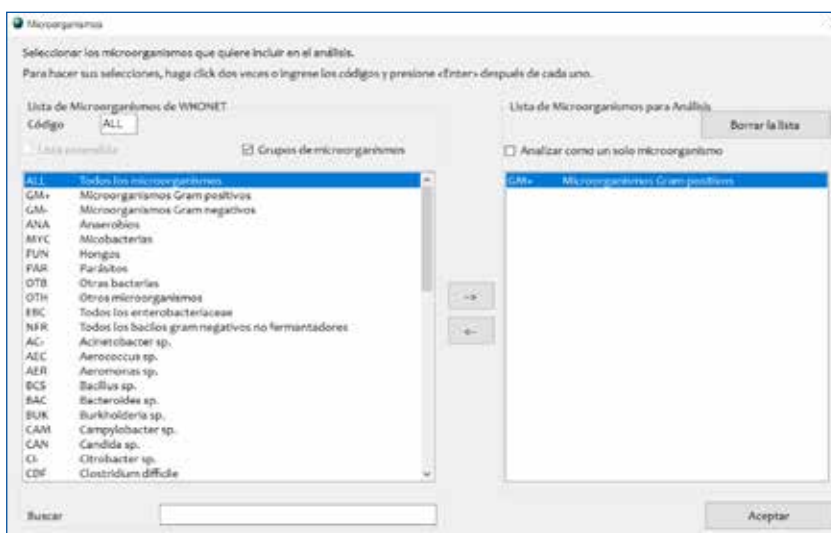 Microorganismos
Seleccionar los microorganismos que quiere incluir en el análisis.
Para hacer sus selecciones, haga click dos veces o ingrese los códigos y presione «Enter» después de cada uno.
Lista de Microorganismos de WHONET
Código ALL
Lista extendida Grupos de microorganismos
ALL Todos los microorganismos
GM+ Microorganismos Gram positivos
GM- Microorganismos Gram negativos
ANA Anaerobios
MYC Micobacterias
FUN Hongos
PAR Parásitos
OTB Otras bacterias
OTH Otros microorganismos
EBC Todos los enterobacteriaceae
NFR Todos los bacilos gram negativos no fermantadores
AC- Acinetobacter sp.
AEC Aerococcus sp.
AER Aeromonas sp.
BCS Bacillus sp.
BAC Bacteroides sp.
BUK Burkholderia sp.
CAM Campylobacter sp.
CAN Candida sp.
CI- Citrobacter sp.
CDF Clostridium difficile
Buscar
-->
<--
Lista de Microorganismos para Análisis
Borrar la lista
Analizar como un solo microorganismo
GM+ Microorganismos Gram positivos
Aceptar